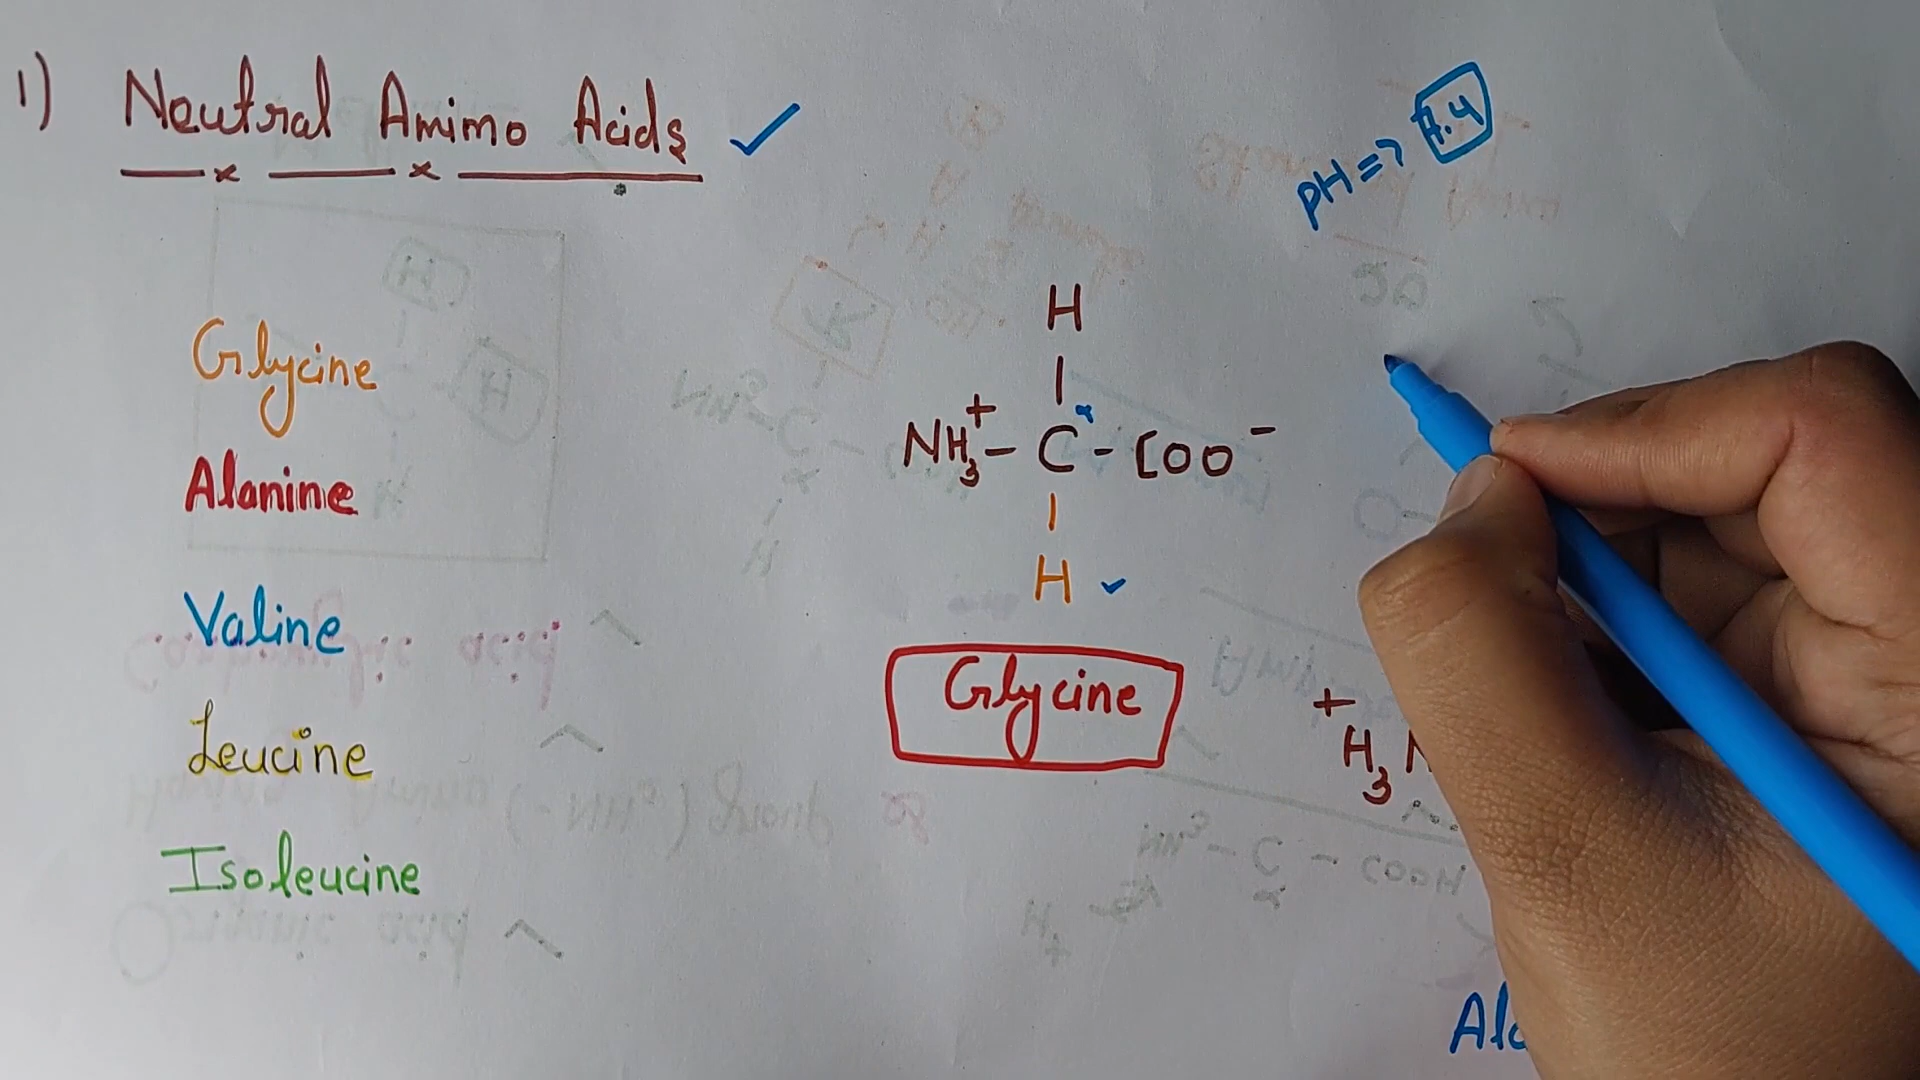 1) Neutral Amino Acids
PH=? 7.4
Glycine
Alanine
Valine
Leucine
Isoleucine
H
NH3+ - C α - COO-
H
Glycine
+
H3 N
Al